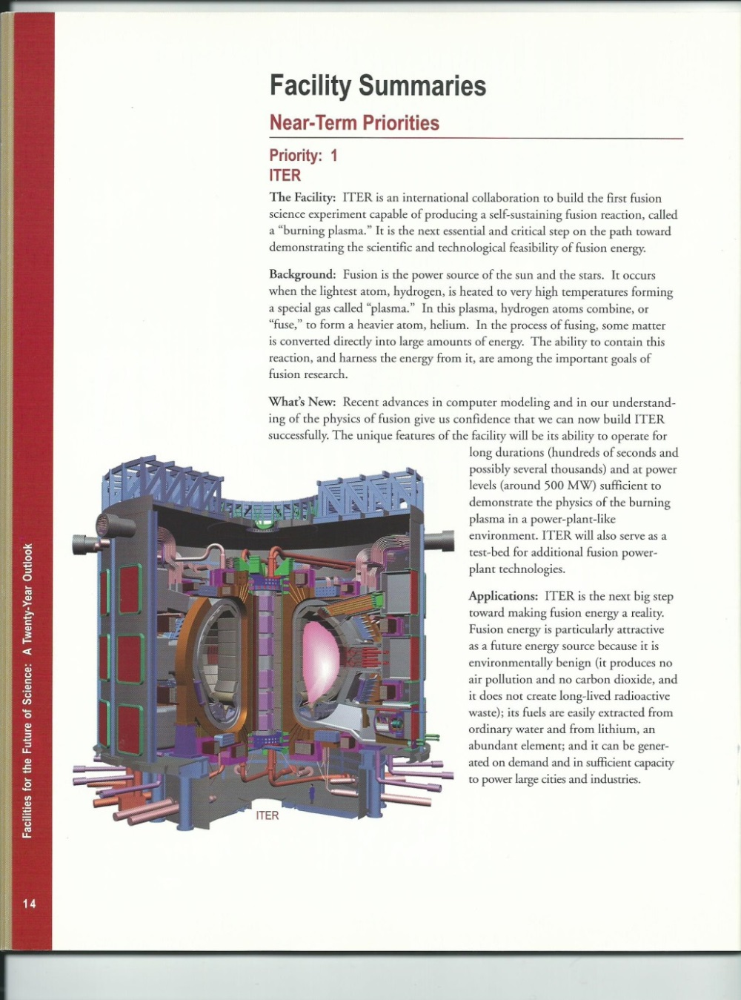 Facility Summaries
Near-Term Priorities
Priority: 1
ITER
The Facility: ITER is an international collaboration to build the first fusion
science experiment capable of producing a self-sustaining fusion reaction, called
a “burning plasma.” It is the next essential and critical step on the path toward
demonstrating the scientific and technological feasibility of fusion energy.
Background: Fusion is the power source of the sun and the stars. It occurs
when the lightest atom, hydrogen, is heated to very high temperatures forming
a special gas called “plasma.” In this plasma, hydrogen atoms combine, or
“fuse,” to form a heavier atom, helium. In the process of fusing, some matter
is converted directly into large amounts of energy. The ability to contain this
reaction, and harness the energy from it, are among the important goals of
fusion research.
What’s New: Recent advances in computer modeling and in our understand-
ing of the physics of fusion give us confidence that we can now build ITER
successfully. The unique features of the facility will be its ability to operate for
long durations (hundreds of seconds and
possibly several thousands) and at power
levels (around 500 MW) sufficient to
demonstrate the physics of the burning
plasma in a power-plant-like
environment. ITER will also serve as a
test-bed for additional fusion power-
plant technologies.
Applications: ITER is the next big step
toward making fusion energy a reality.
Fusion energy is particularly attractive
as a future energy source because it is
environmentally benign (it produces no
air pollution and no carbon dioxide, and
it does not create long-lived radioactive
waste); its fuels are easily extracted from
ordinary water and from lithium, an
abundant element; and it can be gener-
ated on demand and in sufficient capacity
to power large cities and industries.
ITER
Facilities for the Future of Science: A Twenty-Year Outlook
14